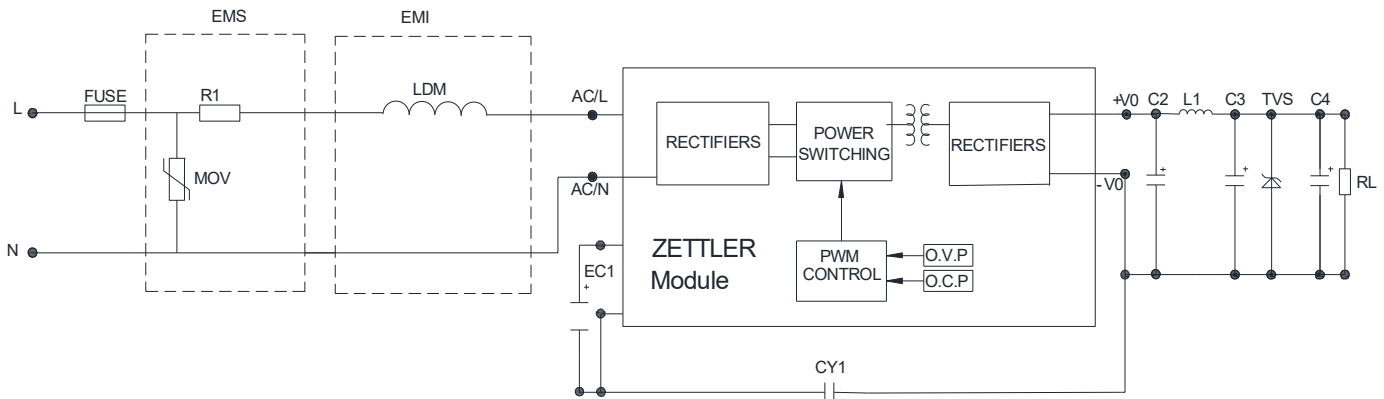 EMS
EMI
FUSE
R1
LDM
AC/L
L
MOV
N
AC/N
EC1
+
RECTIFIERS
POWER
SWITCHING
RECTIFIERS
ZETTLER
Module
PWM
CONTROL
O.V.P
O.C.P
+V0
C2
L1
C3
TVS
C4
+
+
+
-V0
RL
CY1